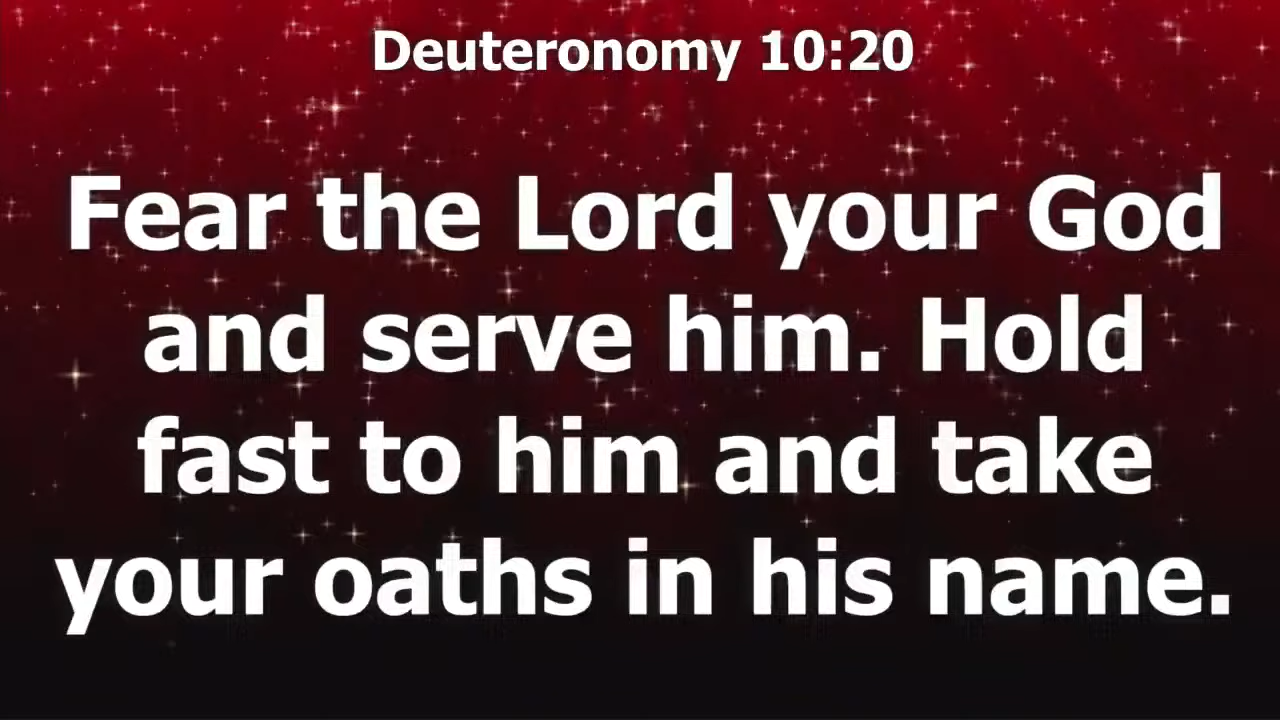 Deuteronomy 10:20
Fear the Lord your God
and serve him. Hold
fast to him and take
your oaths in his name.